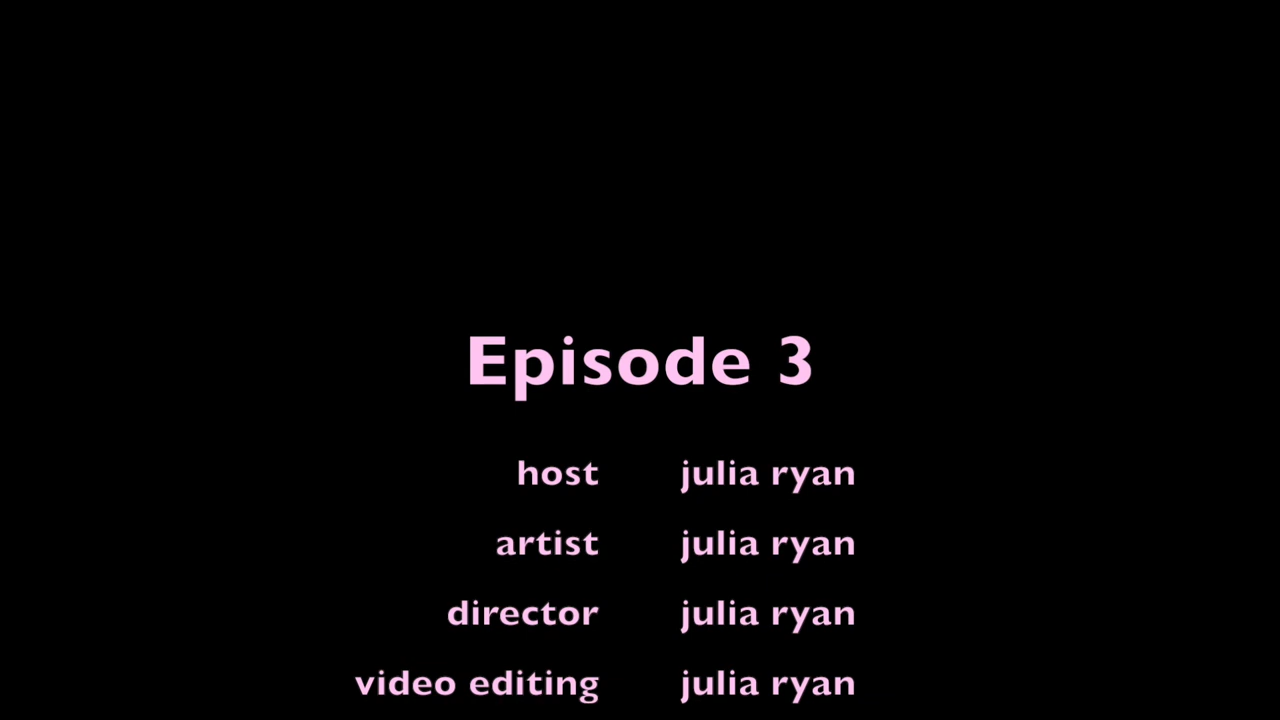 Episode 3
host julia ryan
artist julia ryan
director julia ryan
video editing julia ryan